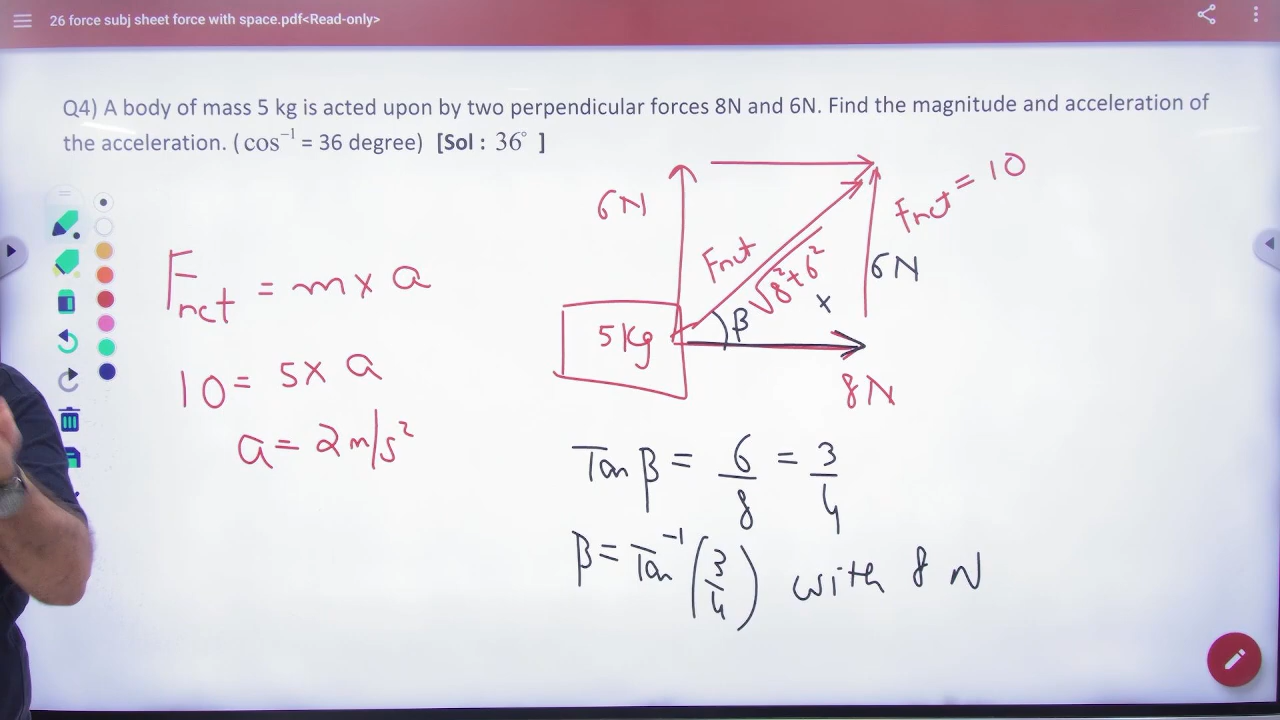 26 force subj sheet force with space.pdf<Read-only>
Q4) A body of mass 5 kg is acted upon by two perpendicular forces 8N and 6N. Find the magnitude and acceleration of
the acceleration. (cos⁻¹ = 36 degree) [Sol : 36° ]
6N
Fnet = 10
Fnet
√8²+6²
6N
β
x
5 Kg
8N
Fnet = m x a
10 = 5x a
a = 2 m/s²
Tan β = 6/8 = 3/4
β = Tan⁻¹ (3/4) with 8 N